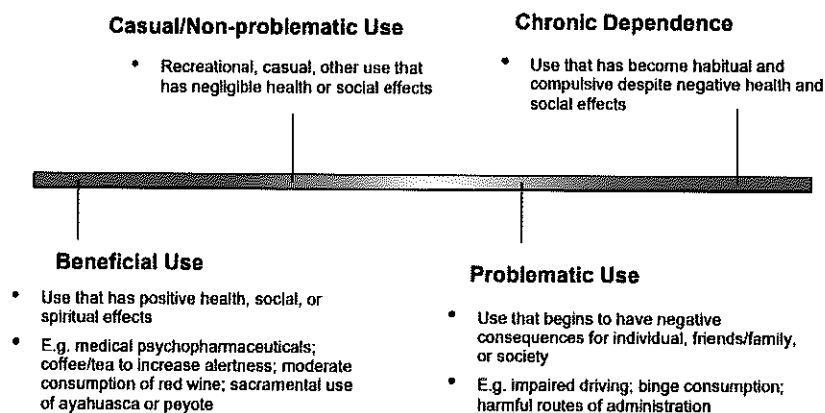 Casual/Non-problematic Use
• Recreational, casual, other use that
has negligible health or social effects
Chronic Dependence
• Use that has become habitual and
compulsive despite negative health and
social effects
Beneficial Use
• Use that has positive health, social, or
spiritual effects
• E.g. medical psychopharmaceuticals;
coffee/tea to increase alertness; moderate
consumption of red wine; sacramental use
of ayahuasca or peyote
Problematic Use
• Use that begins to have negative
consequences for individual, friends/family,
or society
• E.g. impaired driving; binge consumption;
harmful routes of administration